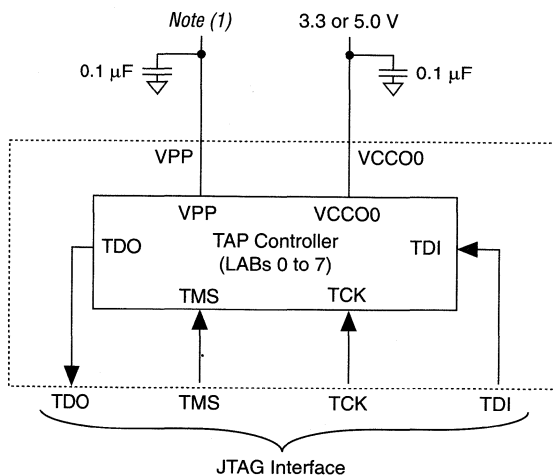 Note (1)
3.3 or 5.0 V
0.1 µF
0.1 µF
VPP
VCCO0
VPP
VCCO0
TDO
TAP Controller
TDI
(LABs 0 to 7)
TMS
TCK
TDO
TMS
TCK
TDI
JTAG Interface